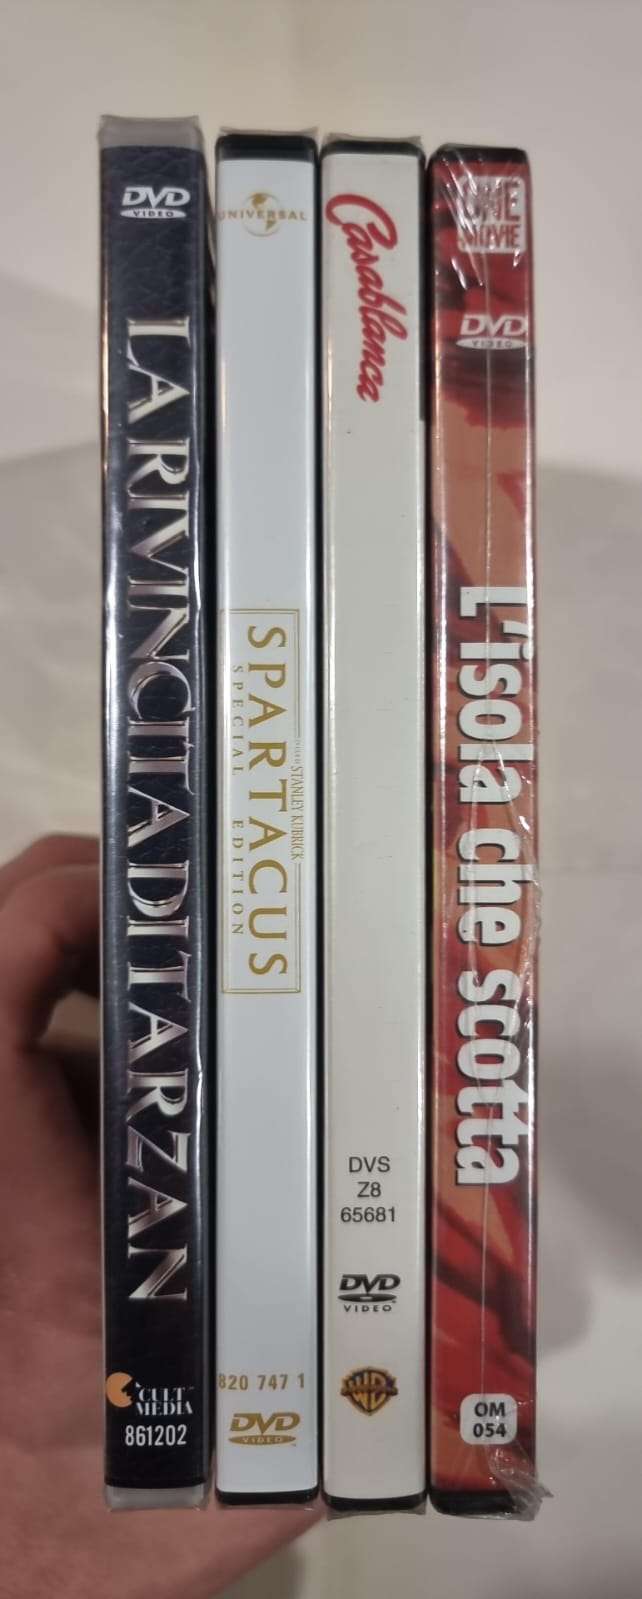 DVD
VIDEO
LA RIVINCITA DI TARZAN
CULT
MEDIA
861202
UNIVERSAL
STANLEY KUBRICK
SPARTACUS
SPECIAL EDITION
820 747 1
DVD
VIDEO
Casablanca
DVS
Z8
65681
DVD
VIDEO
WB
ONE
MOVIE
DVD
VIDEO
L'isola che scotta
OM
054